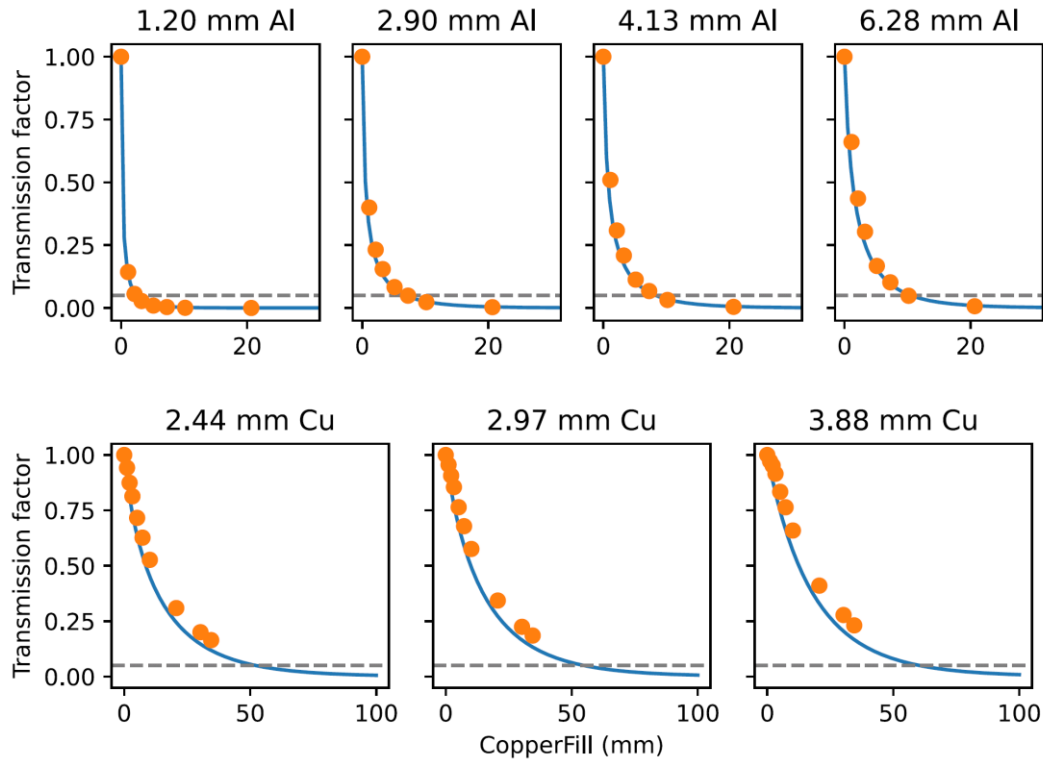 1.20 mm Al
2.90 mm Al
4.13 mm Al
6.28 mm Al
Transmission factor
1.00
0.75
0.50
0.25
0.00
0
20
0
20
0
20
0
20
2.44 mm Cu
2.97 mm Cu
3.88 mm Cu
Transmission factor
1.00
0.75
0.50
0.25
0.00
0
50
100
0
50
100
0
50
100
CopperFill (mm)